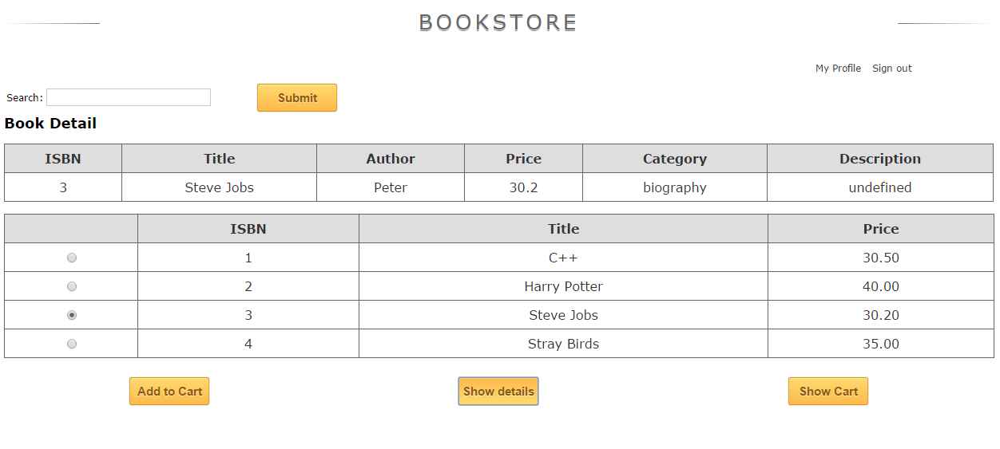 BOOKSTORE
My Profile Sign out
Search: Submit
Book Detail
ISBN Title Author Price Category Description
3 Steve Jobs Peter 30.2 biography undefined
ISBN Title Price
1 C++ 30.50
2 Harry Potter 40.00
3 Steve Jobs 30.20
4 Stray Birds 35.00
Add to Cart Show details Show Cart